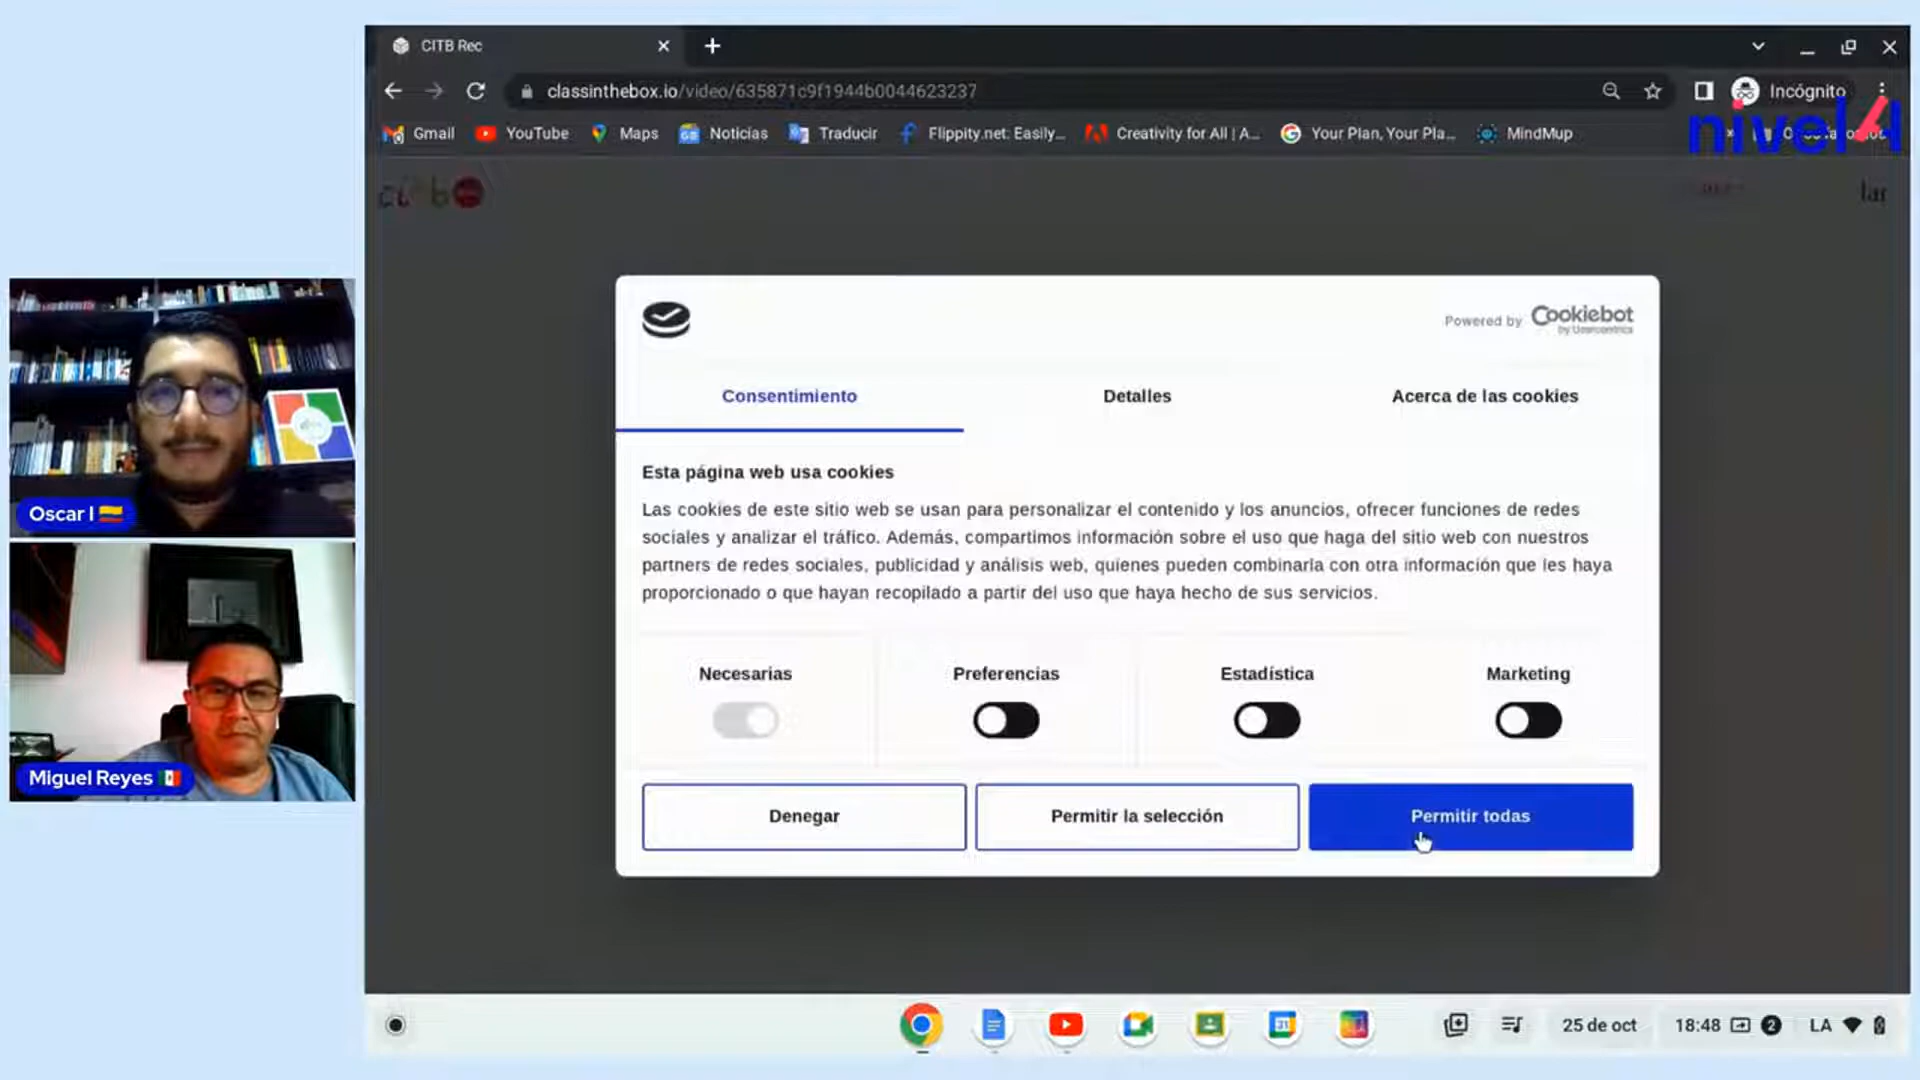 CITB Rec
classinthebox.io/video/635871c9f1944b0044623237
Incógnito
Gmail
YouTube
Maps
Noticias
Traducir
Flippity.net: Easily...
Creativity for All | A...
Your Plan, Your Pla...
MindMup
nivel4
Powered by Cookiebot
by Usercentrics
Consentimiento
Detalles
Acerca de las cookies
Esta página web usa cookies
Las cookies de este sitio web se usan para personalizar el contenido y los anuncios, ofrecer funciones de redes
sociales y analizar el tráfico. Además, compartimos información sobre el uso que haga del sitio web con nuestros
partners de redes sociales, publicidad y análisis web, quienes pueden combinarla con otra información que les haya
proporcionado o que hayan recopilado a partir del uso que haya hecho de sus servicios.
Necesarias
Preferencias
Estadística
Marketing
Denegar
Permitir la selección
Permitir todas
Oscar I
Miguel Reyes
25 de oct
18:48
2
LA